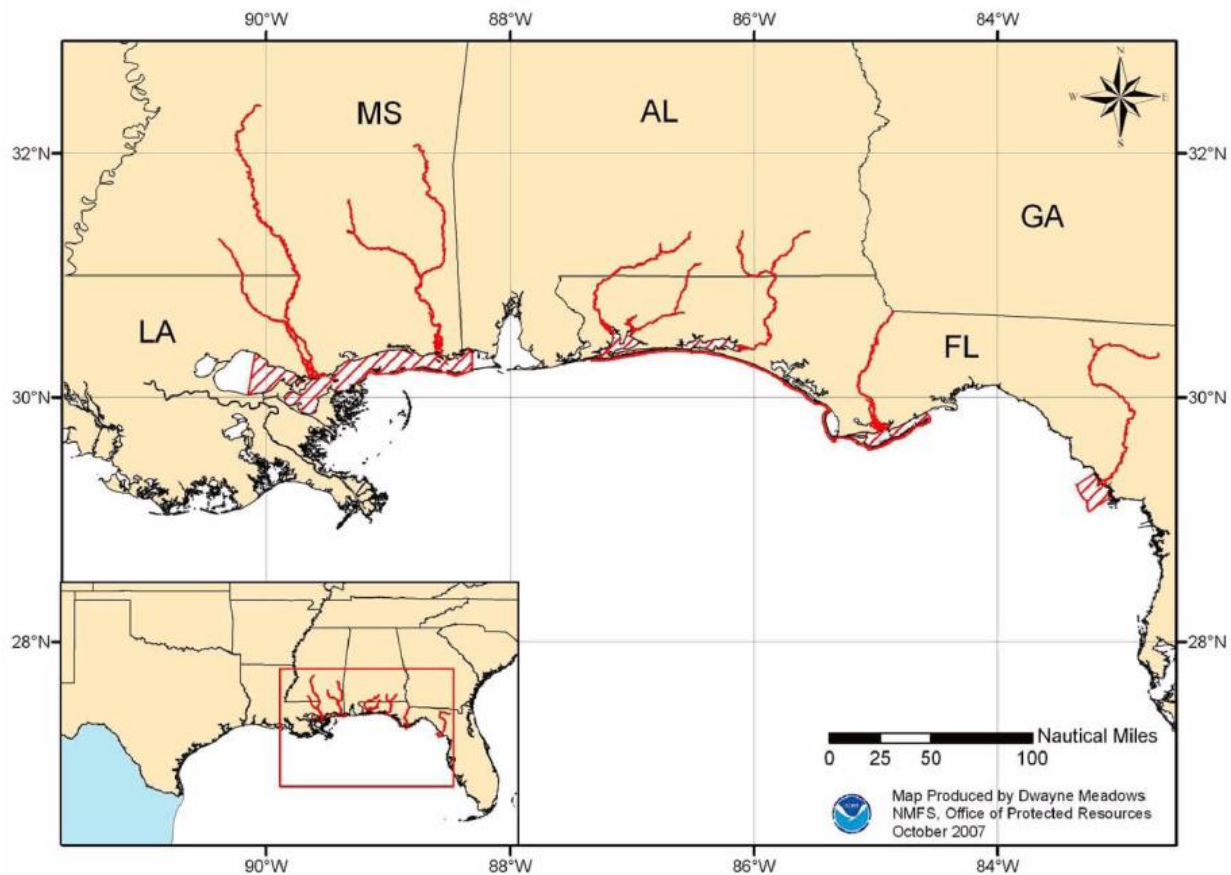 90°W 88°W 86°W 84°W
N
W E
S
32°N 32°N
MS AL
GA
LA FL
30°N 30°N
28°N 28°N
Nautical Miles
0 25 50 100
Map Produced by Dwayne Meadows
NMFS, Office of Protected Resources
October 2007
90°W 88°W 86°W 84°W